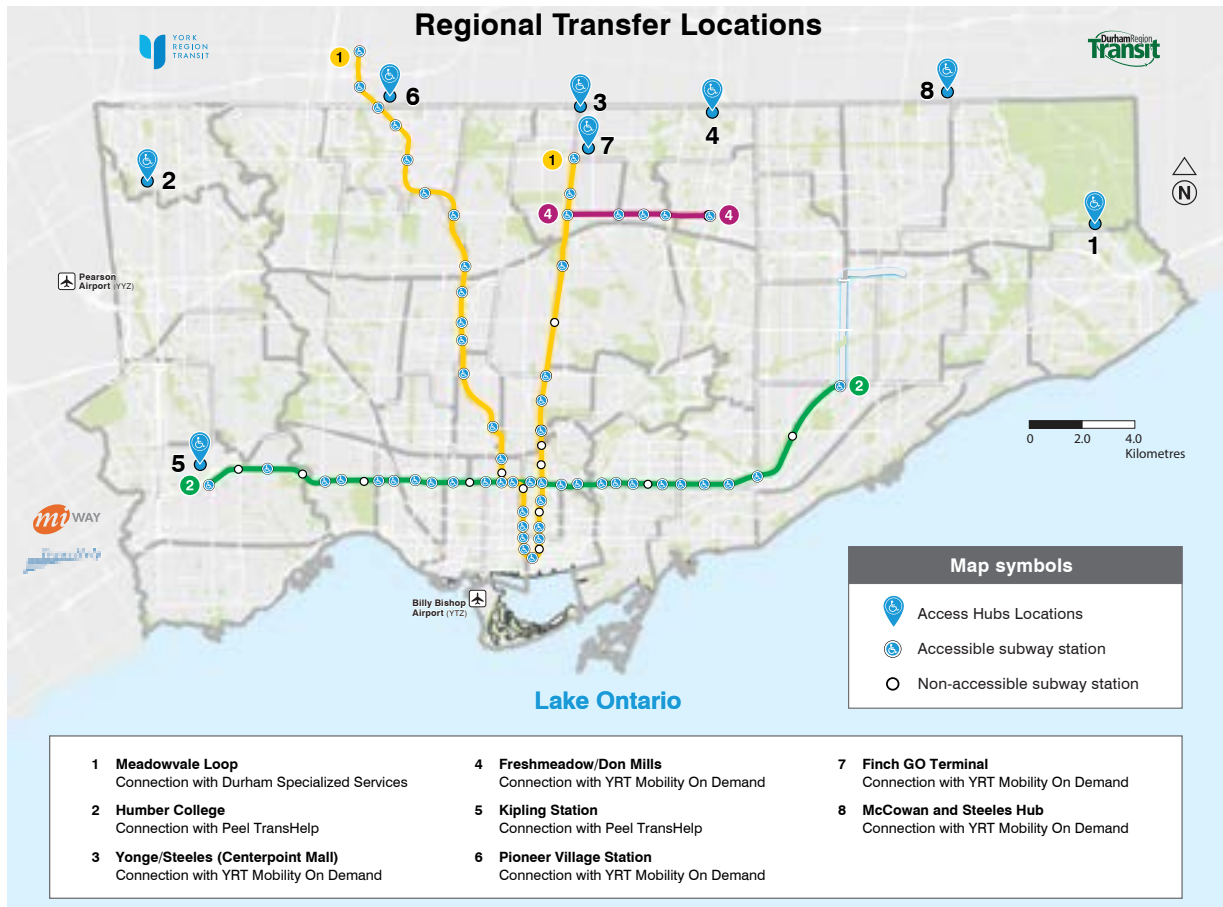 Regional Transfer Locations
YORK
REGION
TRANSIT
DurhamRegion
Transit
1
6
3
4
8
7
1
2
4
4
N
1
Pearson
Airport (YYZ)
2
0 2.0 4.0
Kilometres
5
2
mi WAY
Billy Bishop
Airport (YTZ)
Lake Ontario
Map symbols
Access Hubs Locations
Accessible subway station
Non-accessible subway station
1 Meadowvale Loop
Connection with Durham Specialized Services
2 Humber College
Connection with Peel TransHelp
3 Yonge/Steeles (Centerpoint Mall)
Connection with YRT Mobility On Demand
4 Freshmeadow/Don Mills
Connection with YRT Mobility On Demand
5 Kipling Station
Connection with Peel TransHelp
6 Pioneer Village Station
Connection with YRT Mobility On Demand
7 Finch GO Terminal
Connection with YRT Mobility On Demand
8 McCowan and Steeles Hub
Connection with YRT Mobility On Demand